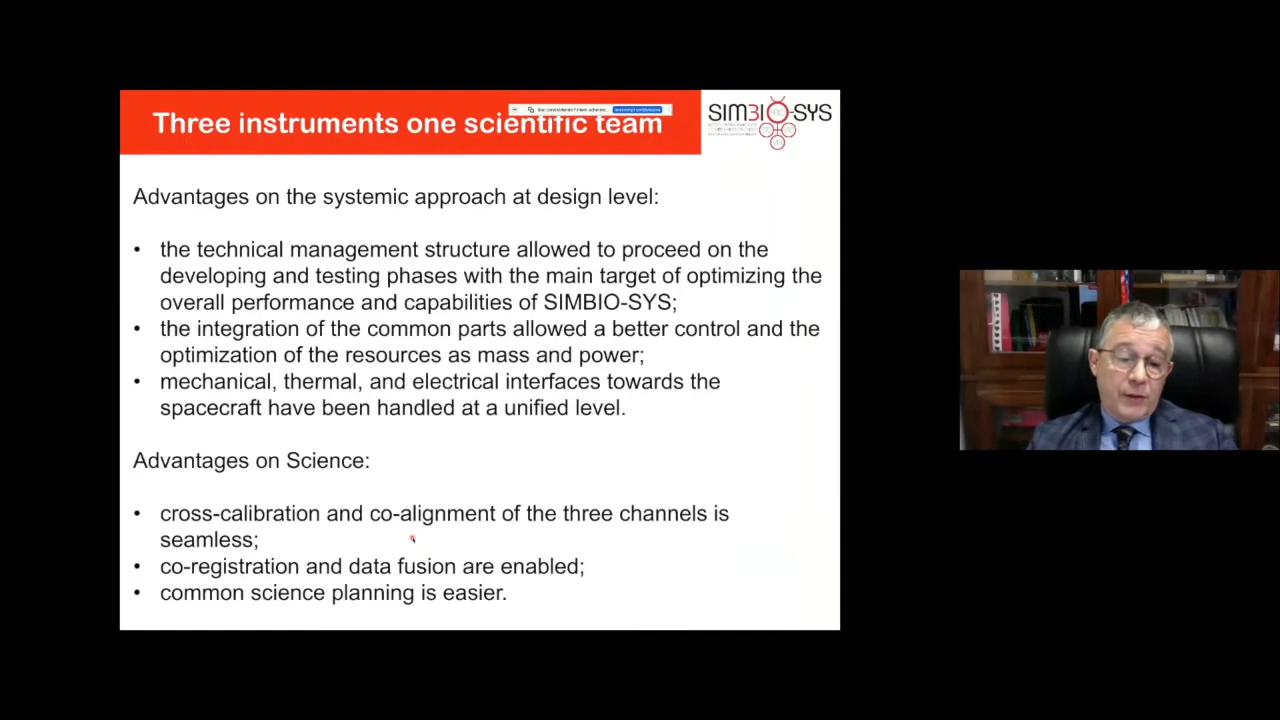 Three instruments one scientific team
SIMBIO-SYS
Advantages on the systemic approach at design level:
• the technical management structure allowed to proceed on the
developing and testing phases with the main target of optimizing the
overall performance and capabilities of SIMBIO-SYS;
• the integration of the common parts allowed a better control and the
optimization of the resources as mass and power;
• mechanical, thermal, and electrical interfaces towards the
spacecraft have been handled at a unified level.
Advantages on Science:
• cross-calibration and co-alignment of the three channels is
seamless;
• co-registration and data fusion are enabled;
• common science planning is easier.